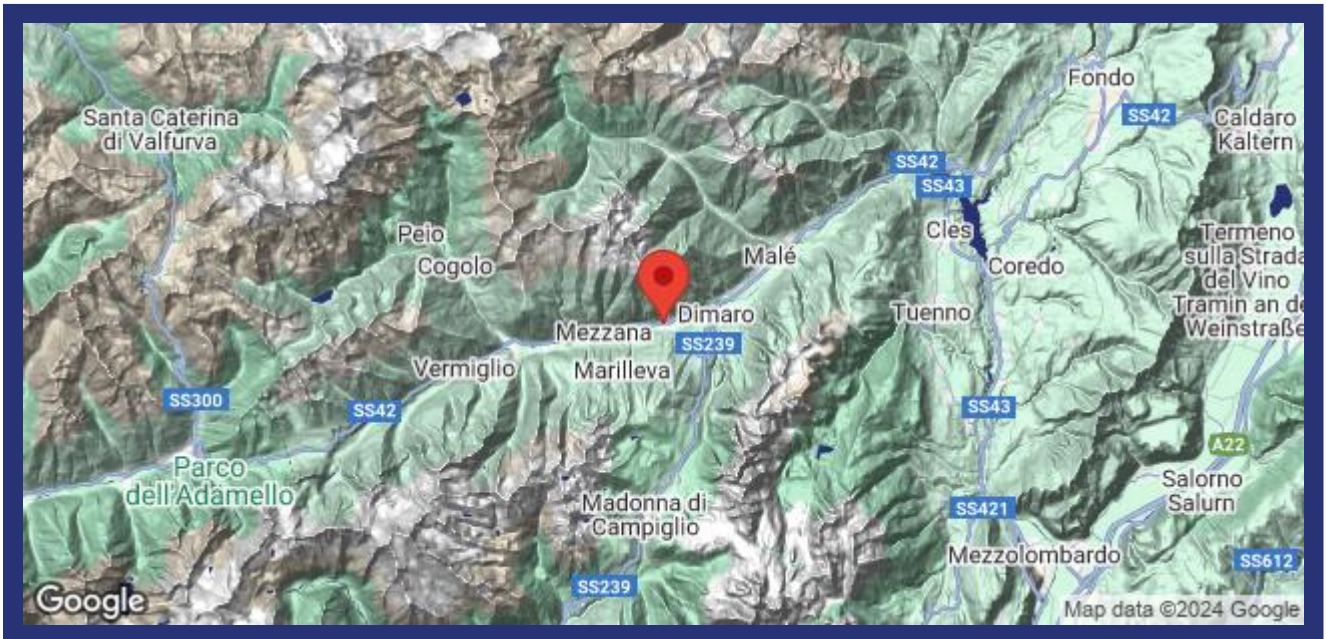 Fondo
SS42
Caldaro
Kaltern
Santa Caterina
di Valfurva
SS42
SS43
Cles
Peio
Cogolo
Malé
Coredo
Termeno
sulla Strada
del Vino
Tramin an de
Weinstraße
Dimaro
Tuenno
Mezzana
SS239
Vermiglio
Marilleva
SS300
SS42
SS43
A22
Parco
dell'Adamello
Salorno
Salurn
Madonna di
Campiglio
SS421
Mezzolombardo
SS612
SS239
Google
Map data ©2024 Google